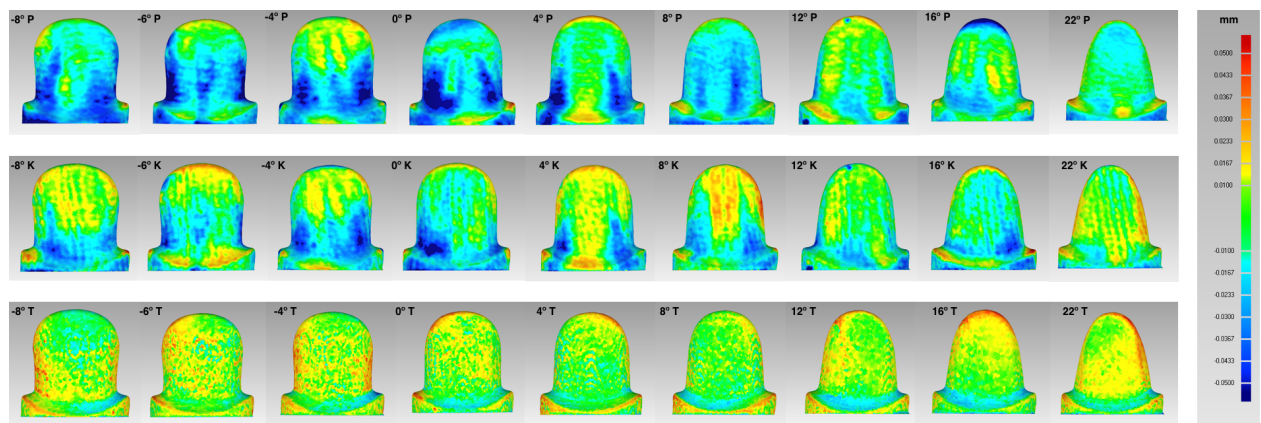 -8° P
-6° P
-4° P
0° P
4° P
8° P
12° P
16° P
22° P
-8° K
-6° K
-4° K
0° K
4° K
8° K
12° K
16° K
22° K
-8° T
-6° T
-4° T
0° T
4° T
8° T
12° T
16° T
22° T
mm
0.0500
0.0433
0.0367
0.0300
0.0233
0.0167
0.0100
-0.0100
-0.0167
-0.0233
-0.0300
-0.0367
-0.0433
-0.0500